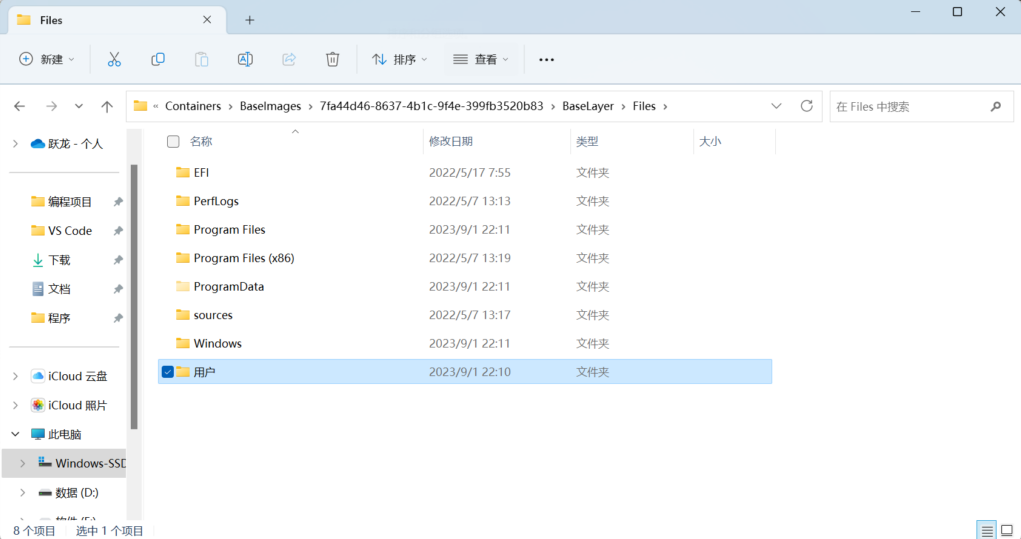 Files
新建
排序
查看
« Containers › BaseImages › 7fa44d46-8637-4b1c-9f4e-399fb3520b83 › BaseLayer › Files ›
在 Files 中搜索
跃龙 - 个人
编程项目
VS Code
下载
文档
程序
iCloud 云盘
iCloud 照片
此电脑
Windows-SSD
数据 (D:)
名称 修改日期 类型 大小
EFI 2022/5/17 7:55 文件夹
PerfLogs 2022/5/7 13:13 文件夹
Program Files 2023/9/1 22:11 文件夹
Program Files (x86) 2022/5/7 13:19 文件夹
ProgramData 2023/9/1 22:11 文件夹
sources 2022/5/7 13:17 文件夹
Windows 2023/9/1 22:11 文件夹
用户 2023/9/1 22:10 文件夹
8 个项目 选中 1 个项目